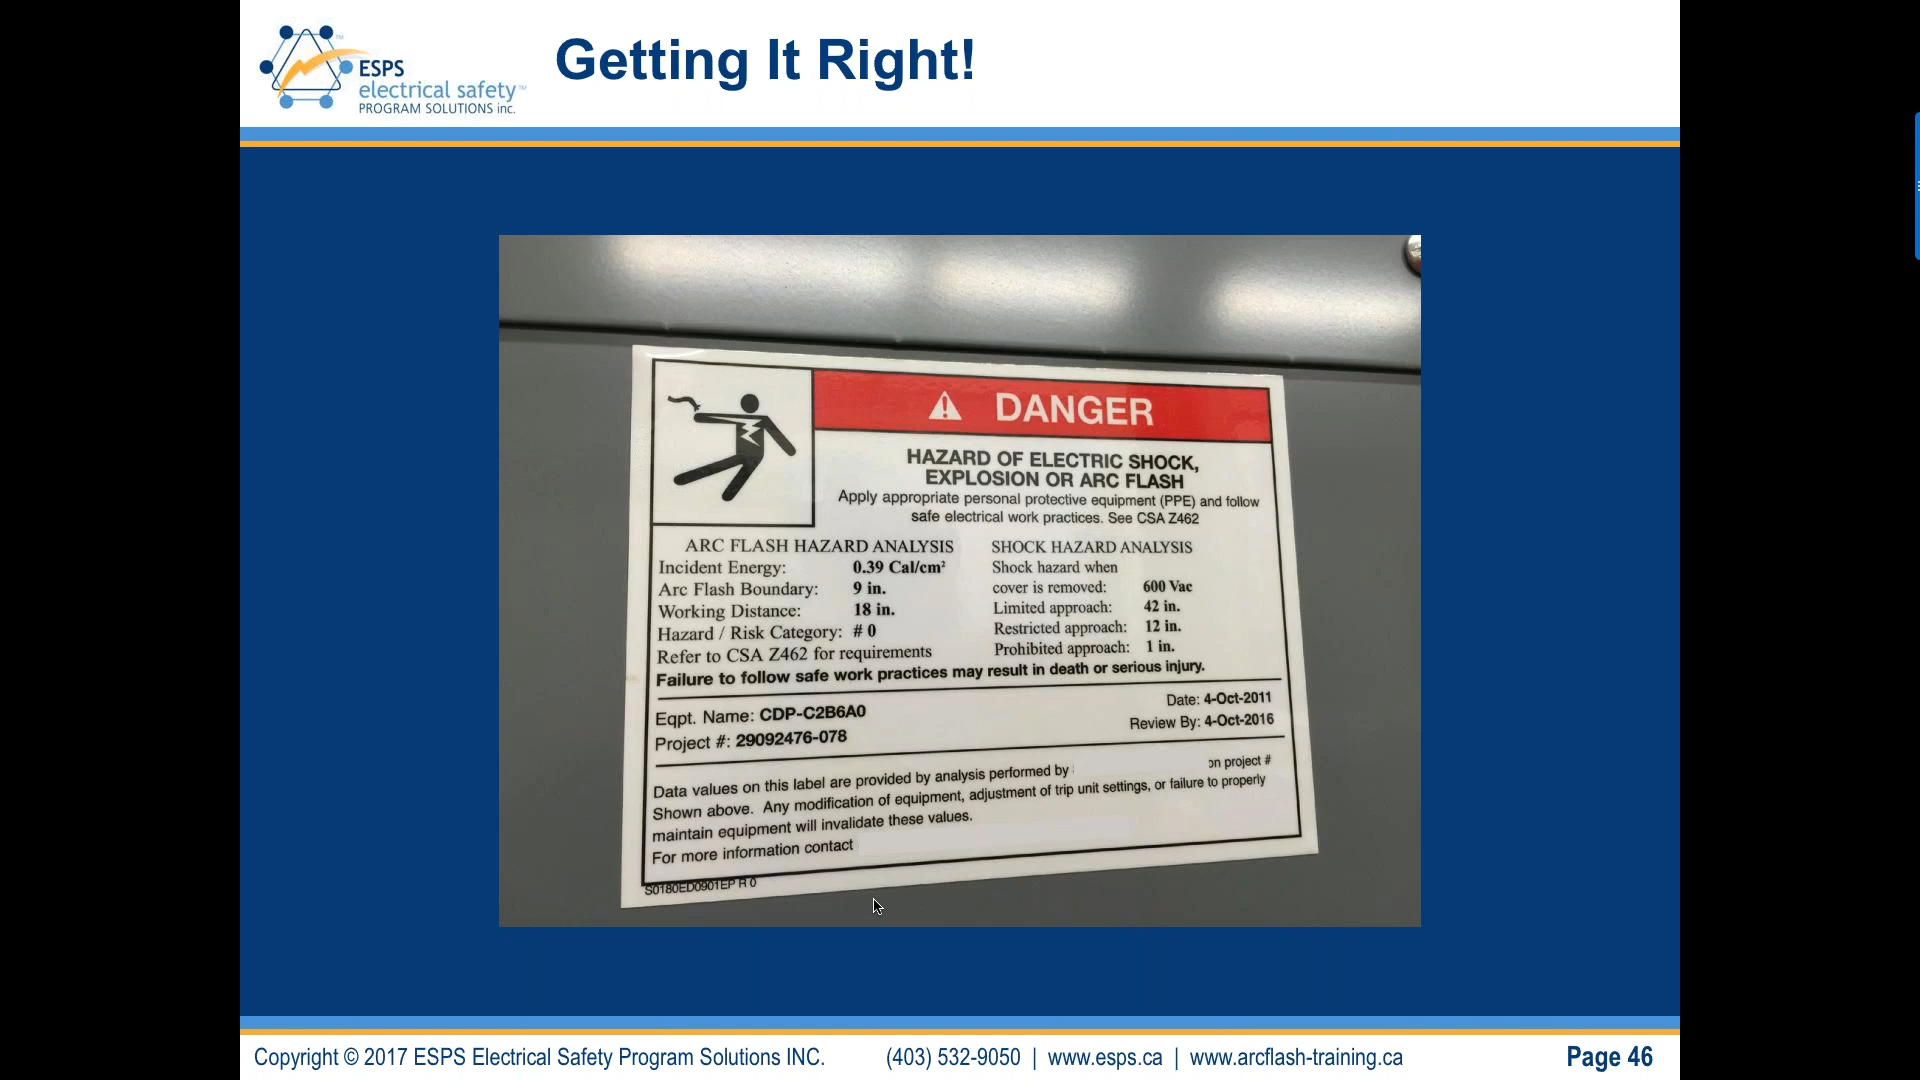 ESPS
electrical safety™
PROGRAM SOLUTIONS inc.
™
Getting It Right!
DANGER
HAZARD OF ELECTRIC SHOCK,
EXPLOSION OR ARC FLASH
Apply appropriate personal protective equipment (PPE) and follow
safe electrical work practices. See CSA Z462
ARC FLASH HAZARD ANALYSIS
Incident Energy: 0.39 Cal/cm²
Arc Flash Boundary: 9 in.
Working Distance: 18 in.
Hazard / Risk Category: # 0
Refer to CSA Z462 for requirements
SHOCK HAZARD ANALYSIS
Shock hazard when
cover is removed: 600 Vac
Limited approach: 42 in.
Restricted approach: 12 in.
Prohibited approach: 1 in.
Failure to follow safe work practices may result in death or serious injury.
Eqpt. Name: CDP-C2B6A0
Project #: 29092476-078
Date: 4-Oct-2011
Review By: 4-Oct-2016
Data values on this label are provided by analysis performed by on project #
Shown above. Any modification of equipment, adjustment of trip unit settings, or failure to properly
maintain equipment will invalidate these values.
For more information contact
S0180ED0901EP R 0
Copyright © 2017 ESPS Electrical Safety Program Solutions INC.
(403) 532-9050 | www.esps.ca | www.arcflash-training.ca
Page 46